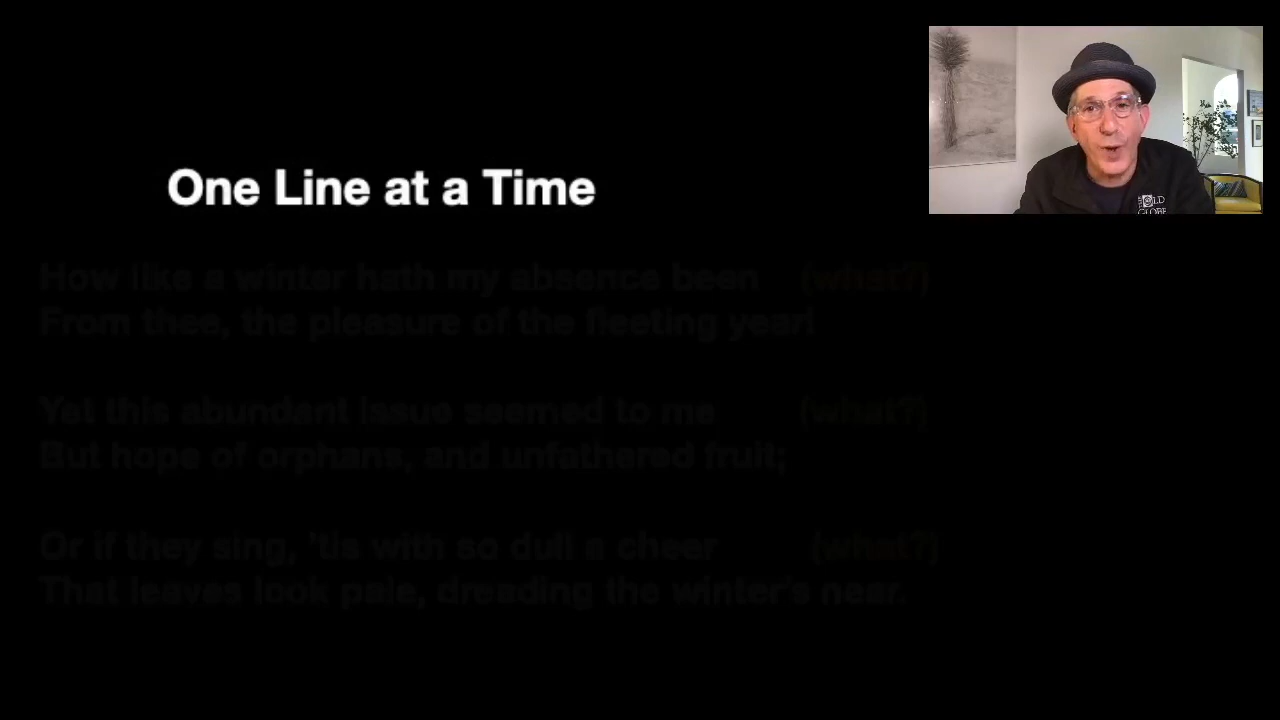 One Line at a Time
How like a winter hath my absence been (what?)
From thee, the pleasure of the fleeting year!
Yet this abundant issue seemed to me (what?)
But hope of orphans, and unfathered fruit;
Or if they sing, 'tis with so dull a cheer (what?)
That leaves look pale, dreading the winter's near.
OLD
GLOBE